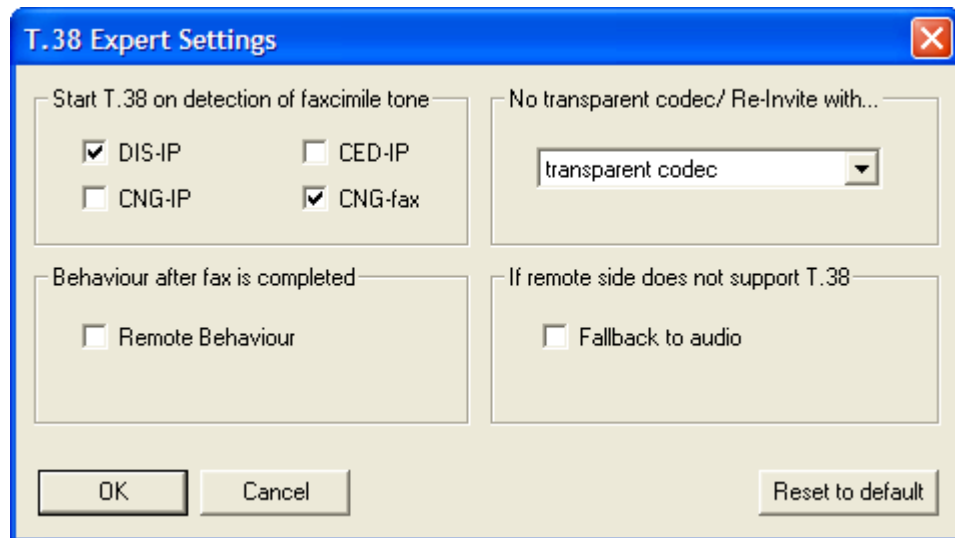 T.38 Expert Settings
Start T.38 on detection of faxcimile tone
DIS-IP
CED-IP
CNG-IP
CNG-fax
No transparent codec/ Re-Invite with...
transparent codec
Behaviour after fax is completed
Remote Behaviour
If remote side does not support T.38
Fallback to audio
OK
Cancel
Reset to default